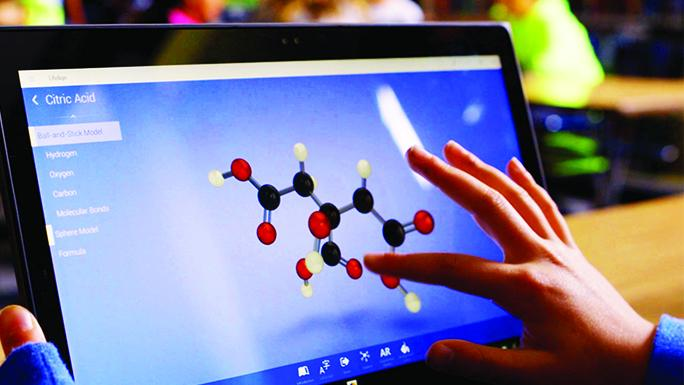 Citric Acid
Ball-and-Stick Model
Hydrogen
Oxygen
Carbon
Molecular Bonds
Sphere Model
Formula
AR